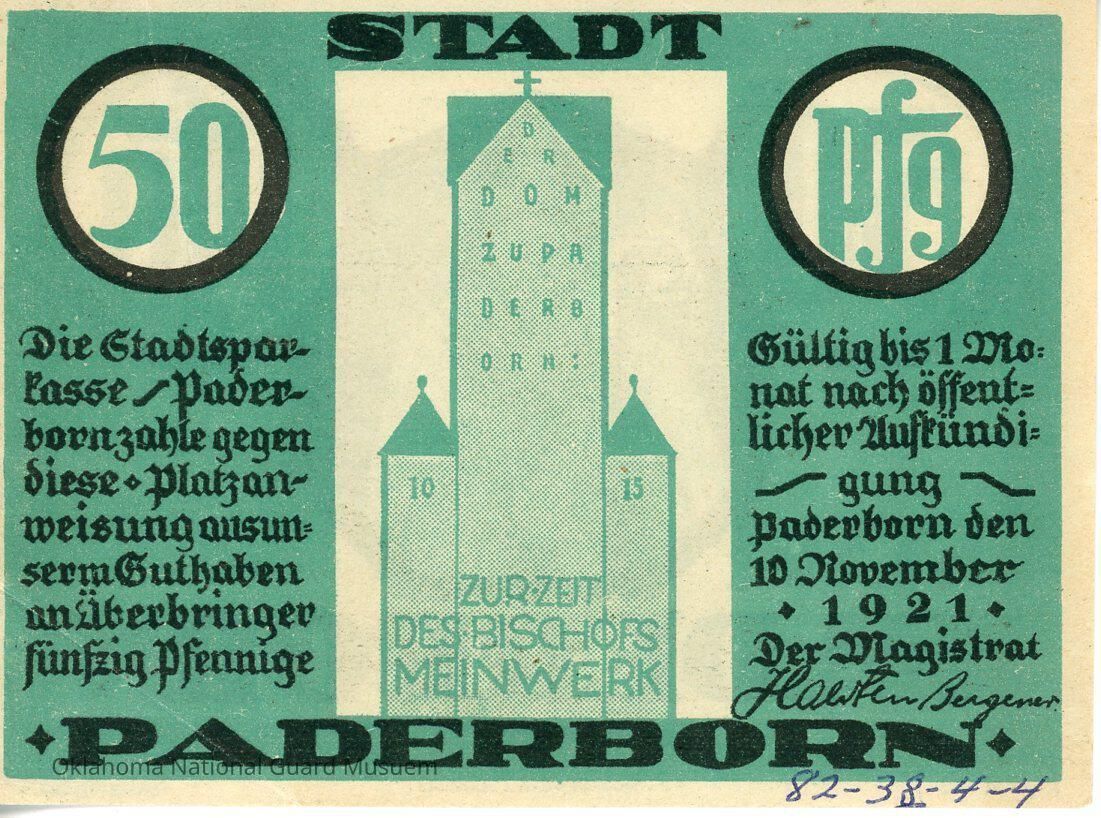 STADT
50
Pfg
D
ER
DOM
ZUPA
DERB
ORN:
10
15
ZUR·ZEIT
DES·BISCHOFS
MEINWERK
Die Stadtspar-
kasse / Pader-
born zahle gegen
diese · Platzan-
weisung aus un=
serm Guthaben
an Überbringer
fünfzig Pfennige
Gültig bis 1 Mo=
nat nach öffent=
licher Aufkündi=
gung
Paderborn den
10 November
· 1921 ·
Der Magistrat
· PADERBORN ·
Oklahoma National Guard Musuem
82-38-4-4